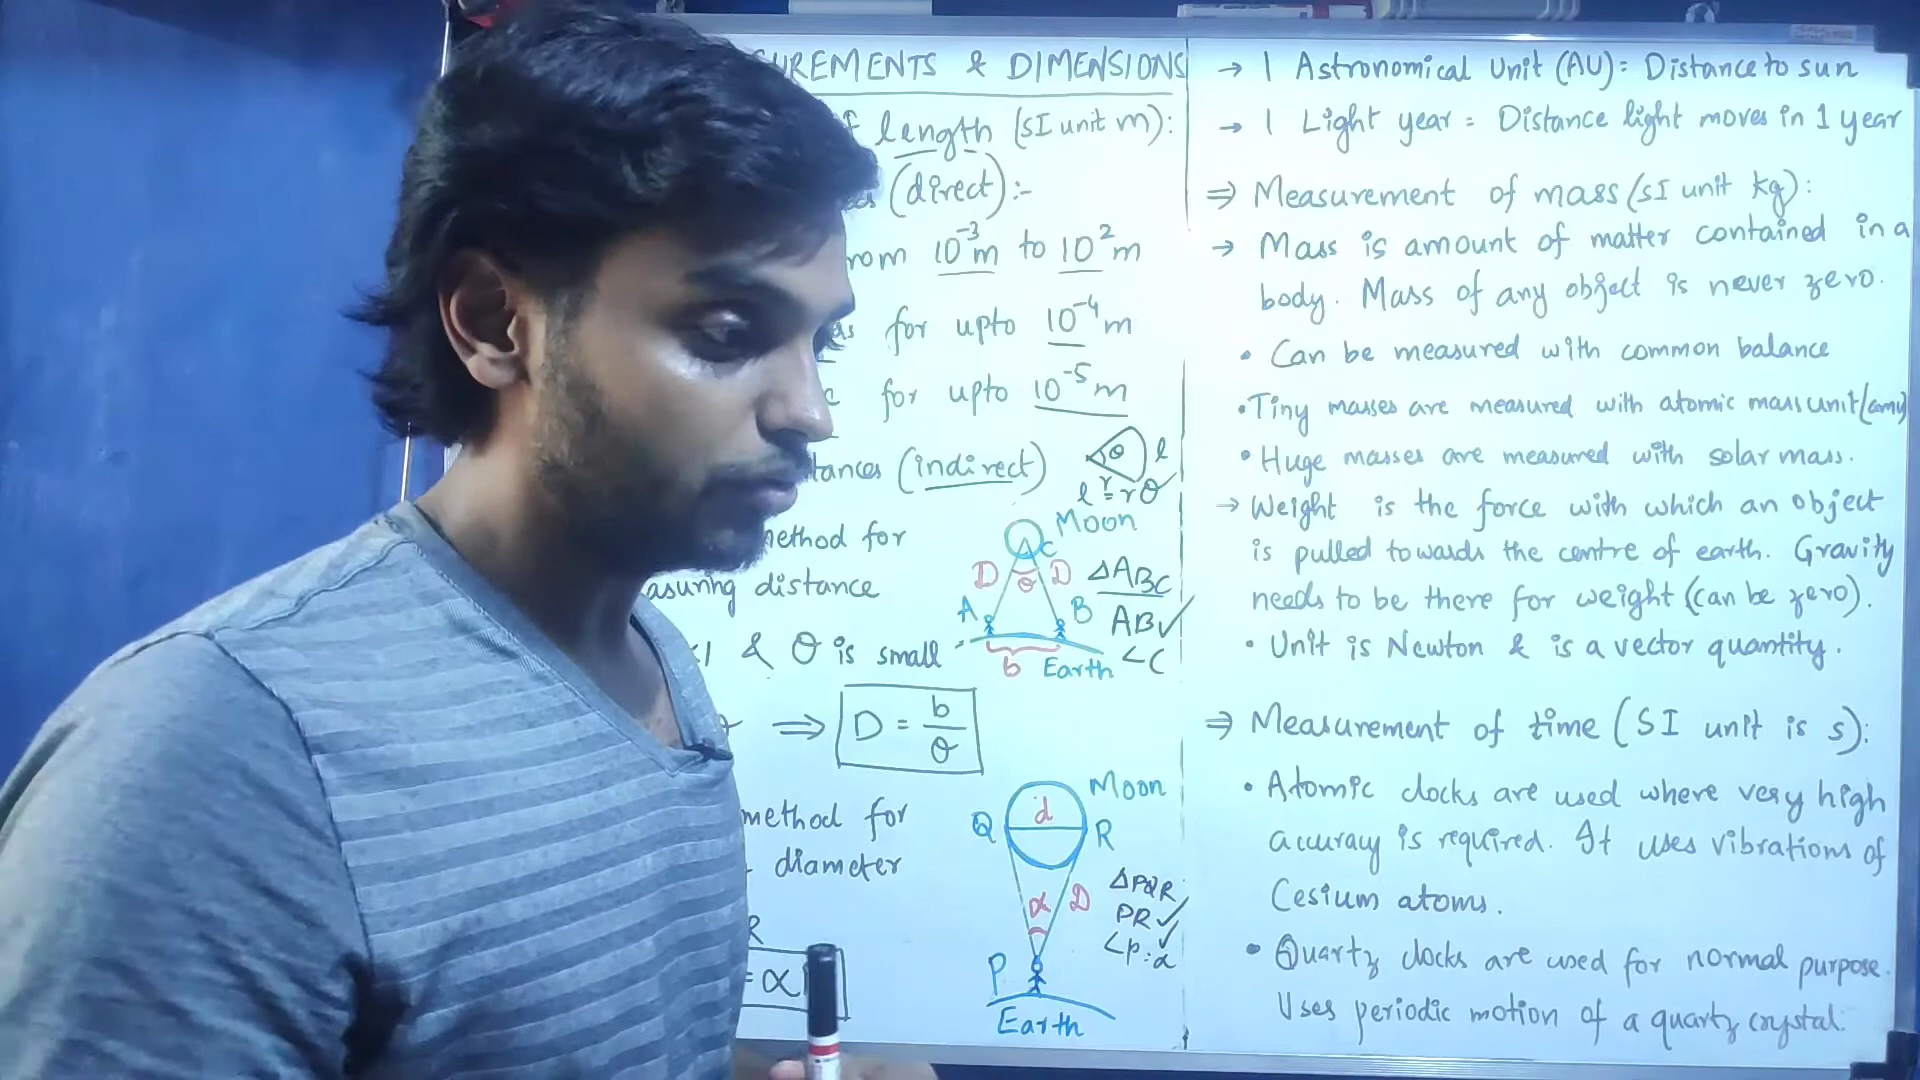 UREMENTS & DIMENSIONS
f length (SI unit m):
(direct):-
rom 10⁻³m to 10²m
for upto 10⁻⁴m
for upto 10⁻⁵m
tances (indirect)
θ l
r
l = rθ
Moon
C
method for
D θ D ΔABC
asuring distance
A B AB✓
<1 & θ is small
b Earth ∠C
⇒ D = b/θ
Moon
method for
Q d R
diameter
ΔPQR
α D
PR✓
∠P:α ✓
R
P
= α
Earth
→ 1 Astronomical Unit (AU) = Distance to sun
→ 1 Light year = Distance light moves in 1 year
⇒ Measurement of mass (SI unit kg):
→ Mass is amount of matter contained in a
body. Mass of any object is never zero.
• Can be measured with common balance
• Tiny masses are measured with atomic mass unit (amu)
• Huge masses are measured with solar mass.
→ Weight is the force with which an object
is pulled towards the centre of earth. Gravity
needs to be there for weight (can be zero).
• Unit is Newton & is a vector quantity.
⇒ Measurement of time (SI unit is s):
• Atomic clocks are used where very high
accuracy is required. It uses vibrations of
Cesium atoms.
• Quartz clocks are used for normal purpose.
Uses periodic motion of a quartz crystal.